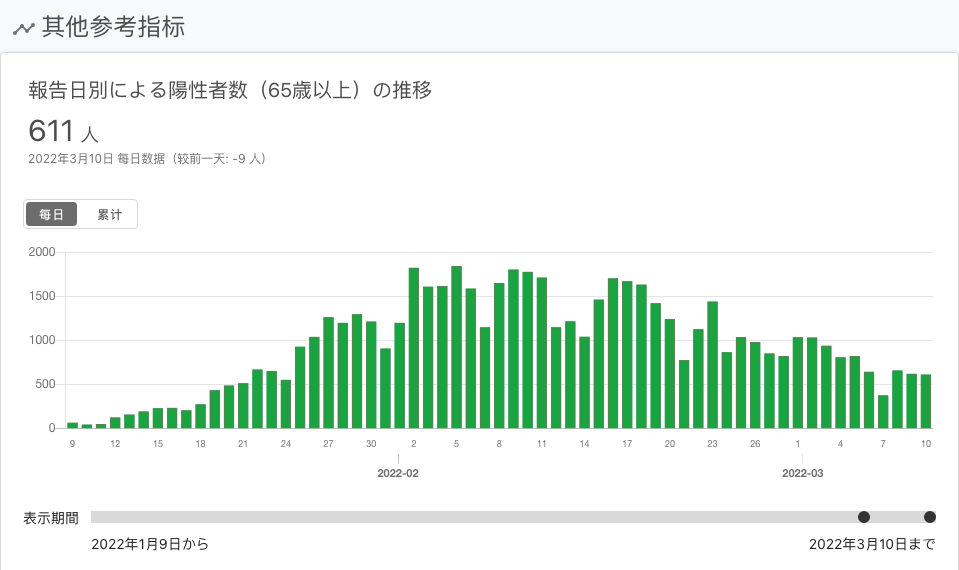 其他参考指标
報告日別による陽性者数（65歳以上）の推移
611 人
2022年3月10日 每日数据（较前一天: -9 人）
每日 累计
2000
1500
1000
500
0
9 12 15 18 21 24 27 30 2 5 8 11 14 17 20 23 26 1 4 7 10
2022-02 2022-03
表示期間
2022年1月9日から 2022年3月10日まで